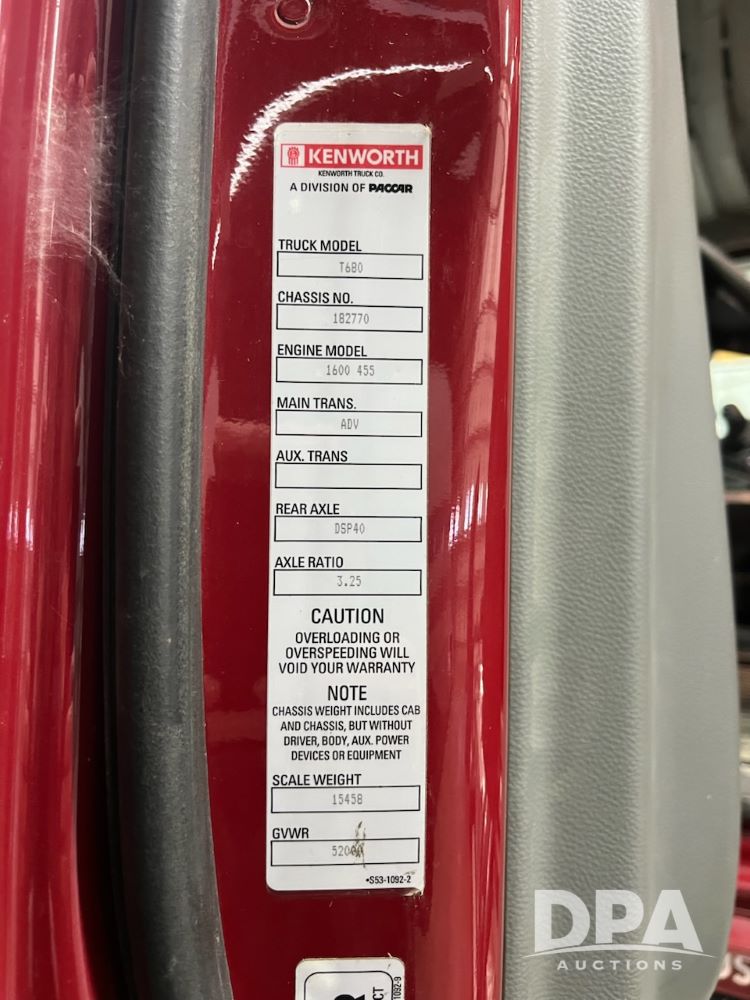 KENWORTH
KENWORTH TRUCK CO.
A DIVISION OF PACCAR
TRUCK MODEL
T680
CHASSIS NO.
182770
ENGINE MODEL
1600 455
MAIN TRANS.
ADV
AUX. TRANS
REAR AXLE
DSP40
AXLE RATIO
3.25
CAUTION
OVERLOADING OR
OVERSPEEDING WILL
VOID YOUR WARRANTY
NOTE
CHASSIS WEIGHT INCLUDES CAB
AND CHASSIS, BUT WITHOUT
DRIVER, BODY, AUX. POWER
DEVICES OR EQUIPMENT
SCALE WEIGHT
15458
GVWR
52000
•S53-1092-2
DPA
AUCTIONS